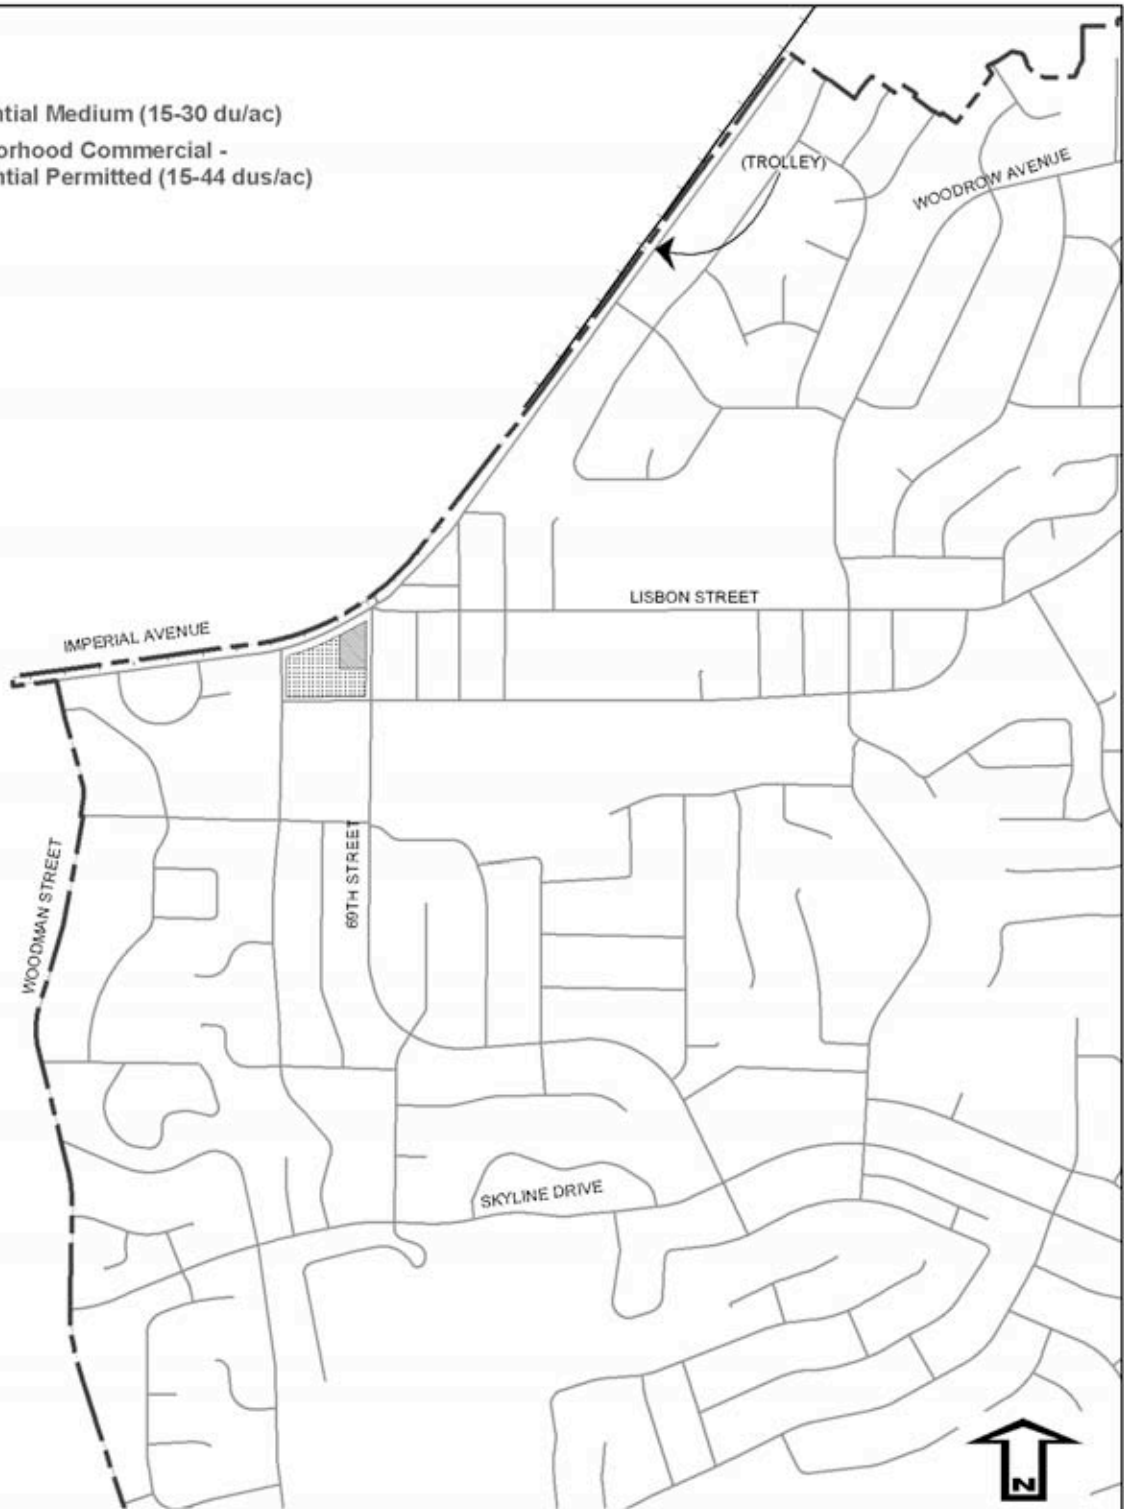 ntial Medium (15-30 du/ac)
orhood Commercial -
ntial Permitted (15-44 dus/ac)
(TROLLEY)
WOODROW AVENUE
LISBON STREET
IMPERIAL AVENUE
69TH STREET
WOODMAN STREET
SKYLINE DRIVE
N